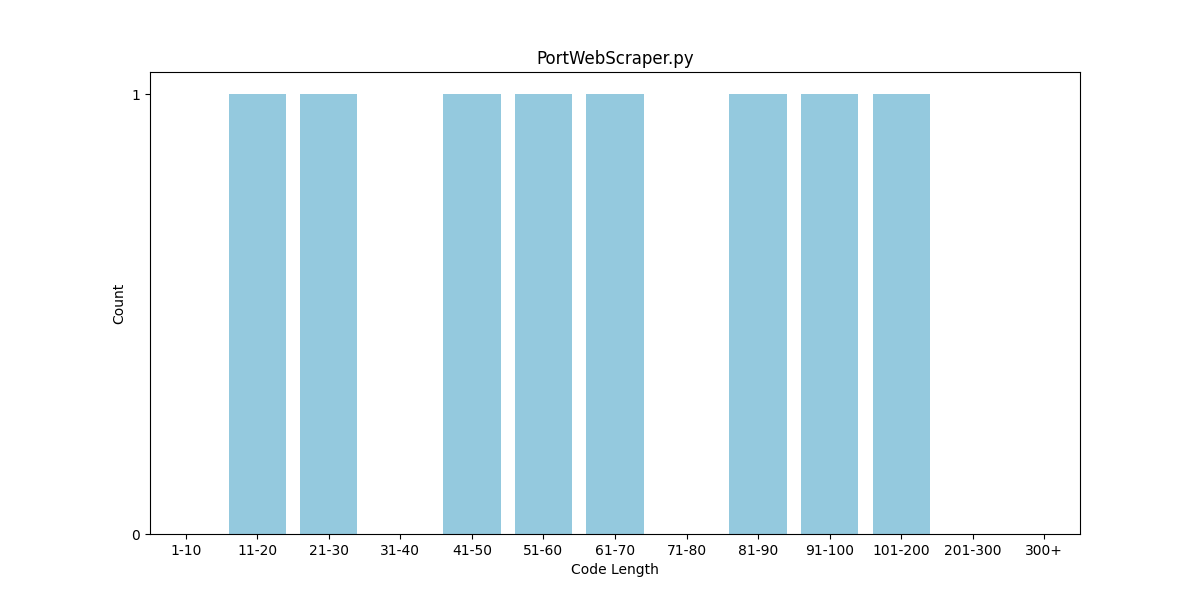 PortWebScraper.py
1
Count
0
1-10 11-20 21-30 31-40 41-50 51-60 61-70 71-80 81-90 91-100 101-200 201-300 300+
Code Length